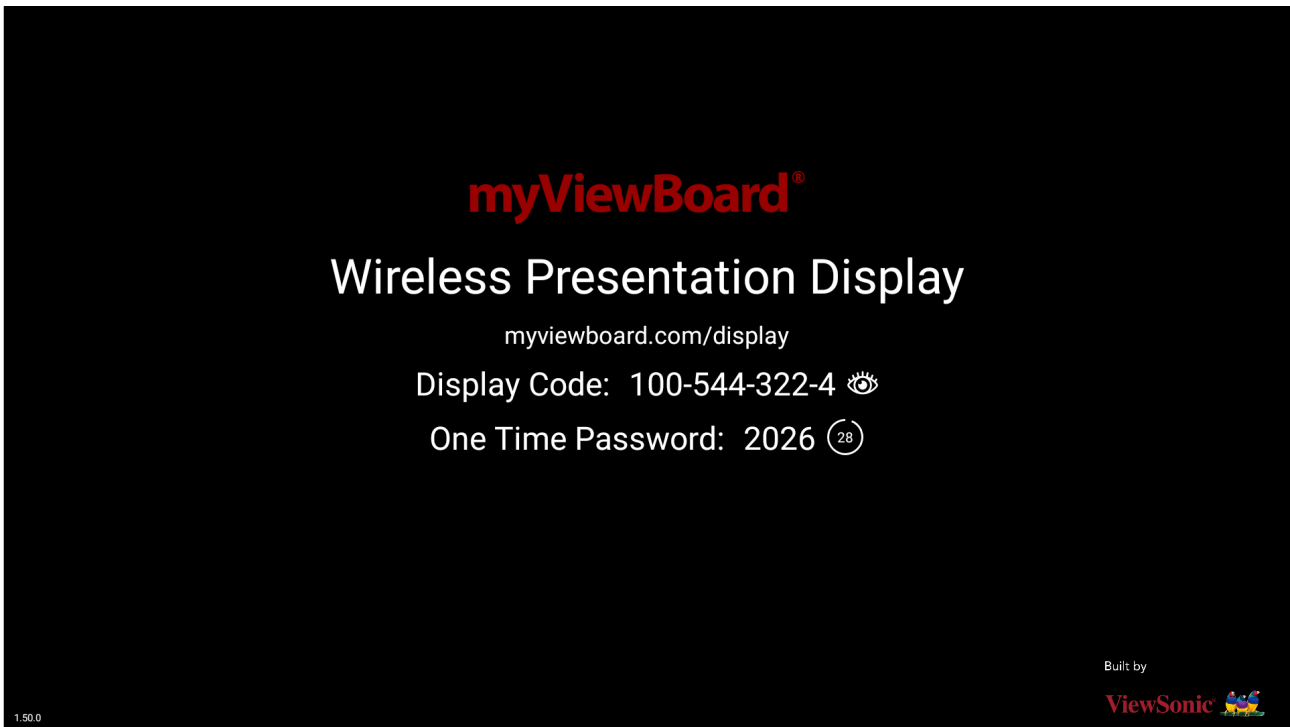 myViewBoard®
Wireless Presentation Display
myviewboard.com/display
Display Code: 100-544-322-4
One Time Password: 2026 28
Built by
ViewSonic®
1.50.0